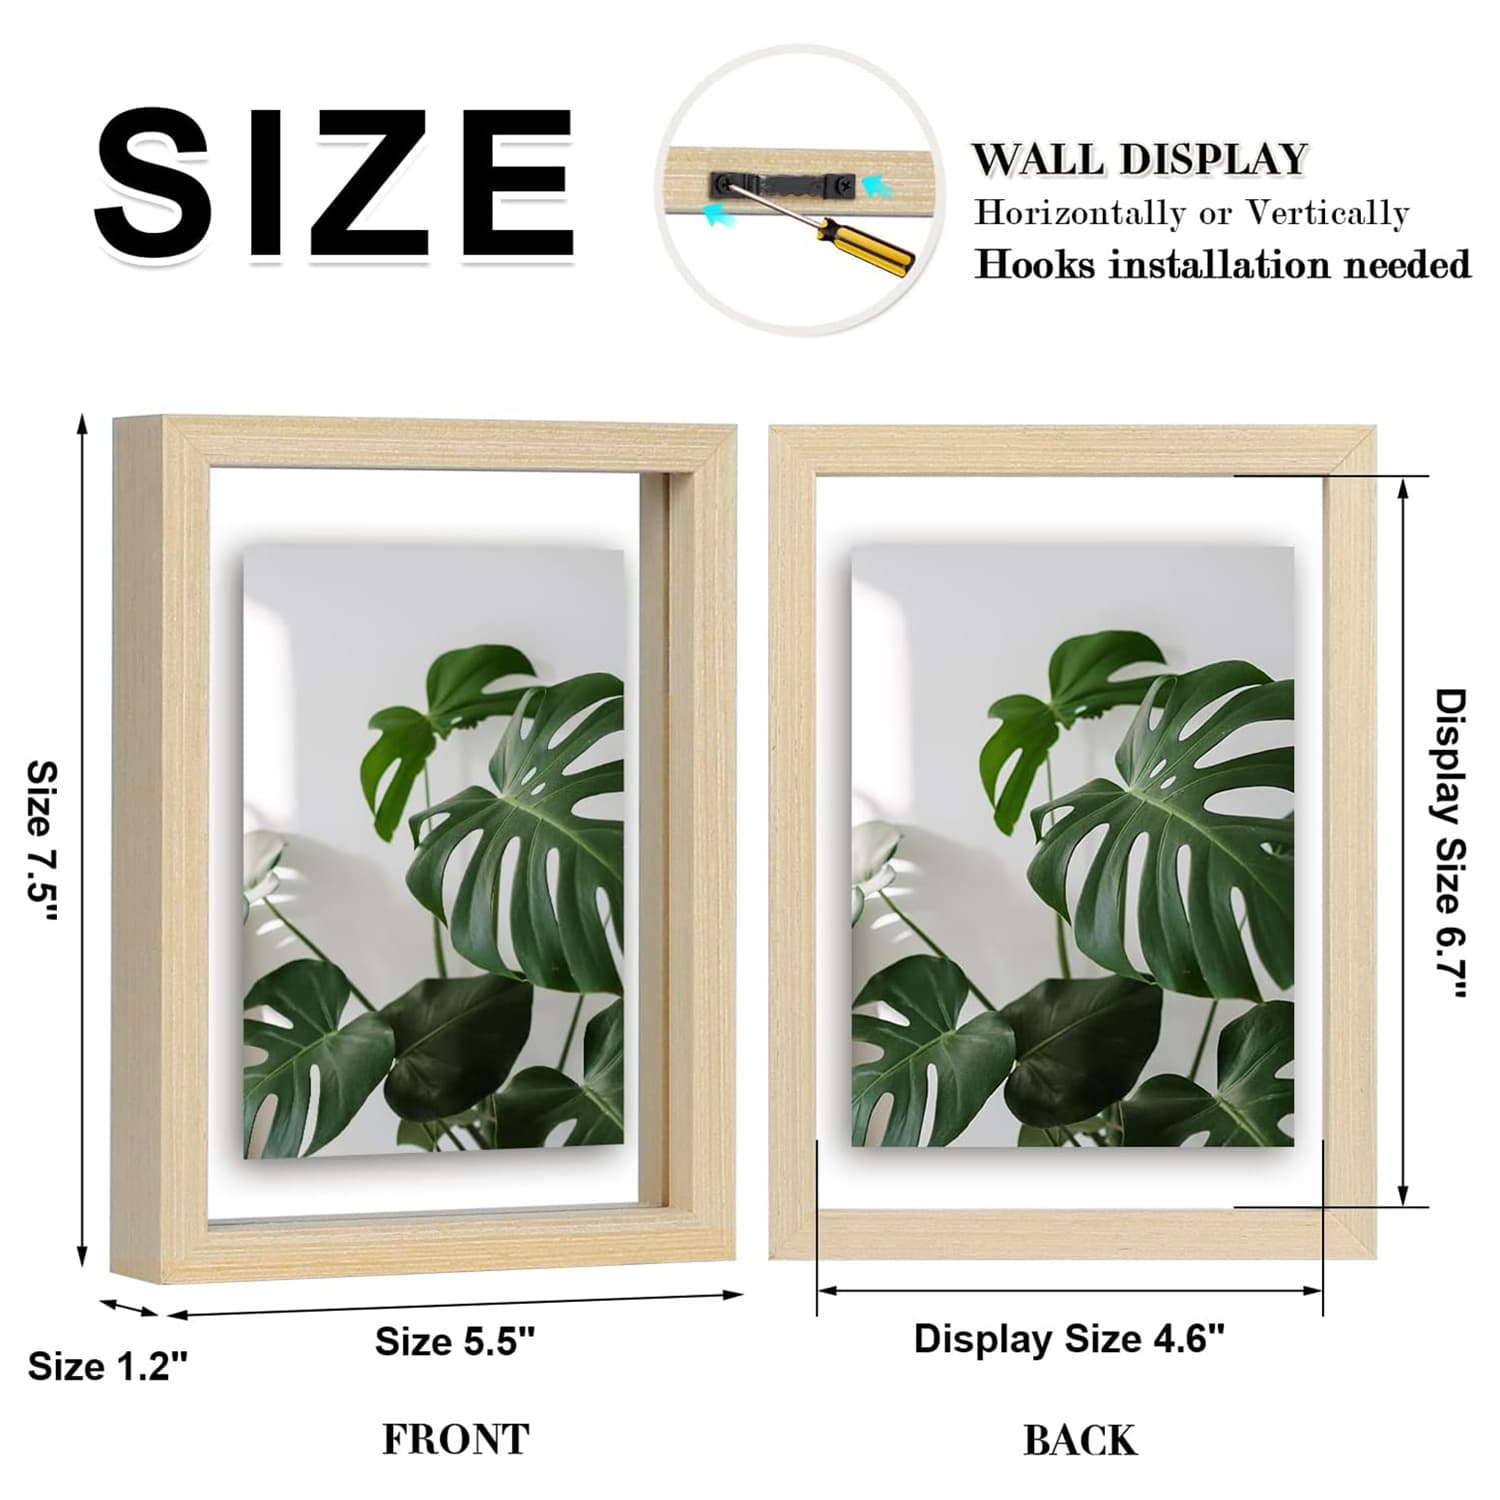 SIZE
WALL DISPLAY
Horizontally or Vertically
Hooks installation needed
Size 7.5"
Display Size 6.7"
Size 1.2"
Size 5.5"
Display Size 4.6"
FRONT
BACK